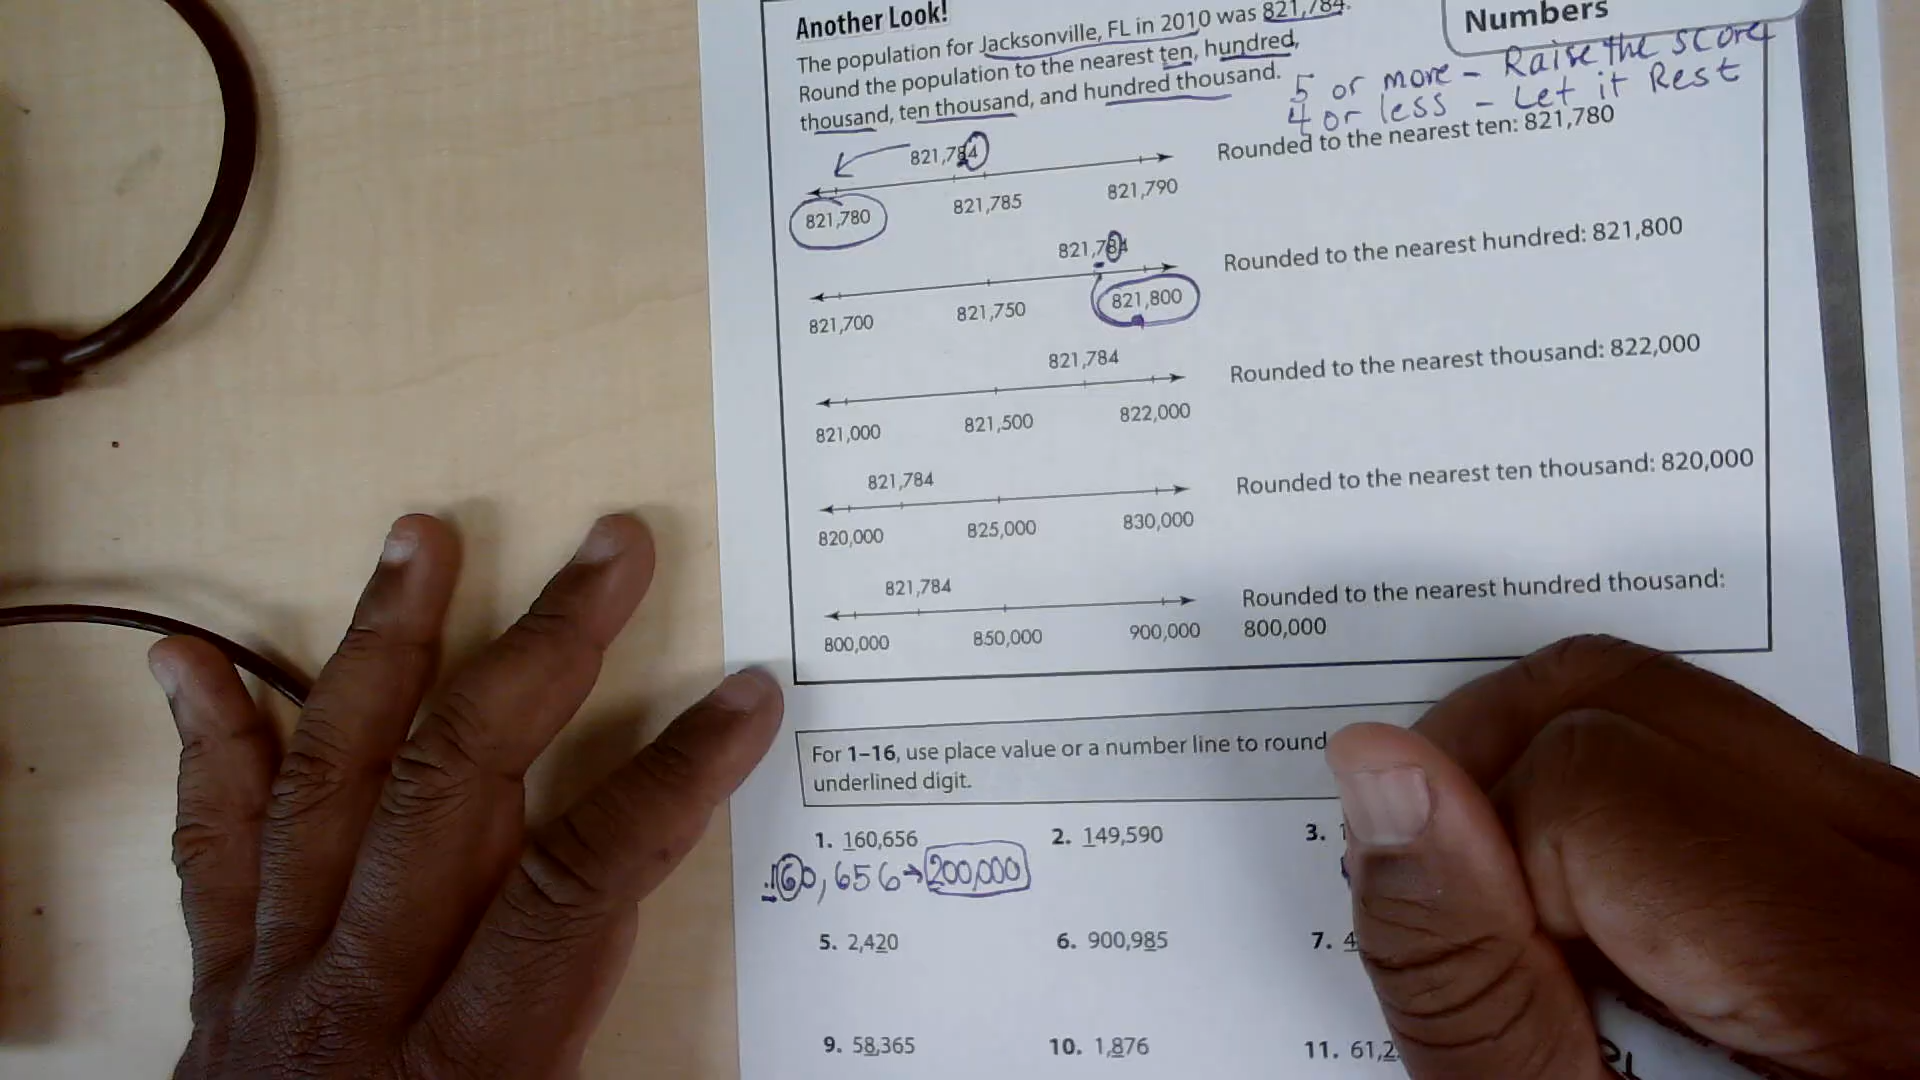 Another Look!
Numbers
The population for Jacksonville, FL in 2010 was 821,784.
Round the population to the nearest ten, hundred,
thousand, ten thousand, and hundred thousand.
5 or more - Raise the score
4 or less - Let it Rest
821,784
821,780 821,785 821,790
Rounded to the nearest ten: 821,780
821,784
821,700 821,750 821,800
Rounded to the nearest hundred: 821,800
821,784
821,000 821,500 822,000
Rounded to the nearest thousand: 822,000
821,784
820,000 825,000 830,000
Rounded to the nearest ten thousand: 820,000
821,784
800,000 850,000 900,000
Rounded to the nearest hundred thousand:
800,000
For 1–16, use place value or a number line to round
underlined digit.
1. 160,656 2. 149,590 3. 1
160,656→200,000
5. 2,420 6. 900,985 7. 4
9. 58,365 10. 1,876 11. 61,2